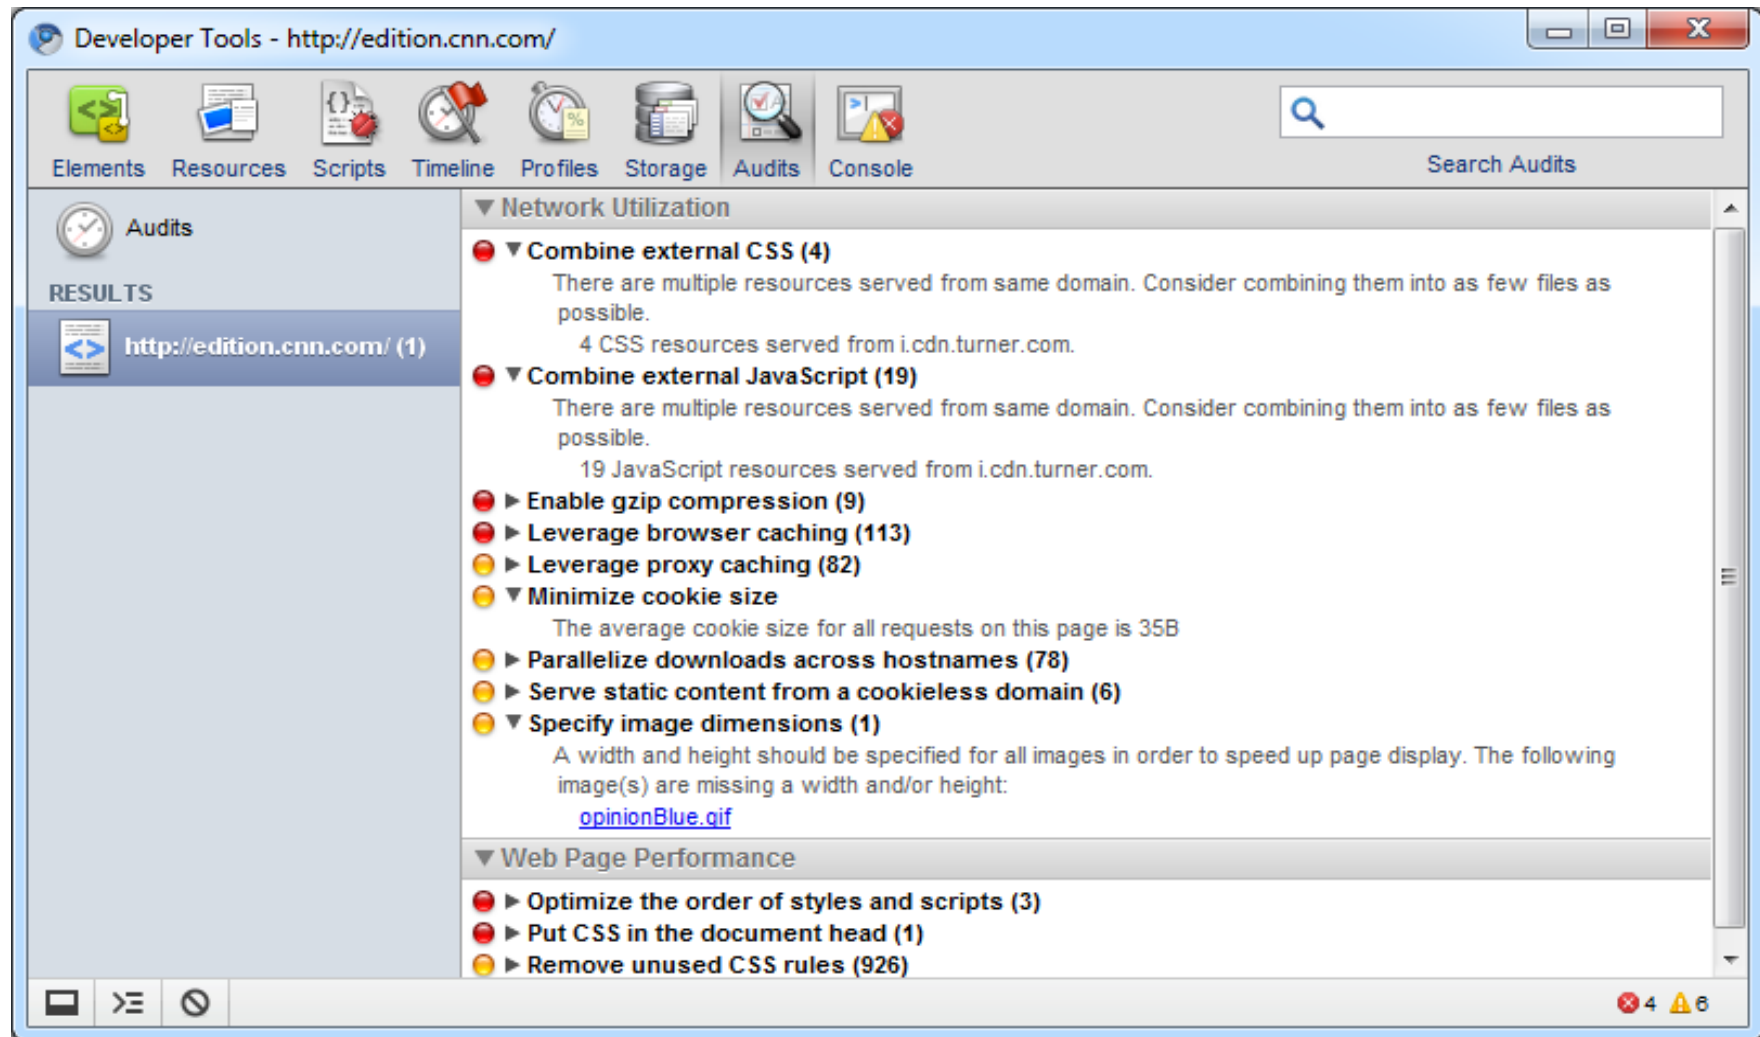 Developer Tools - http://edition.cnn.com/
Elements Resources Scripts Timeline Profiles Storage Audits Console
Search Audits
Audits
RESULTS
http://edition.cnn.com/ (1)
Network Utilization
Combine external CSS (4)
There are multiple resources served from same domain. Consider combining them into as few files as
possible.
4 CSS resources served from i.cdn.turner.com.
Combine external JavaScript (19)
There are multiple resources served from same domain. Consider combining them into as few files as
possible.
19 JavaScript resources served from i.cdn.turner.com.
Enable gzip compression (9)
Leverage browser caching (113)
Leverage proxy caching (82)
Minimize cookie size
The average cookie size for all requests on this page is 35B
Parallelize downloads across hostnames (78)
Serve static content from a cookieless domain (6)
Specify image dimensions (1)
A width and height should be specified for all images in order to speed up page display. The following
image(s) are missing a width and/or height:
opinionBlue.gif
Web Page Performance
Optimize the order of styles and scripts (3)
Put CSS in the document head (1)
Remove unused CSS rules (926)
4 6